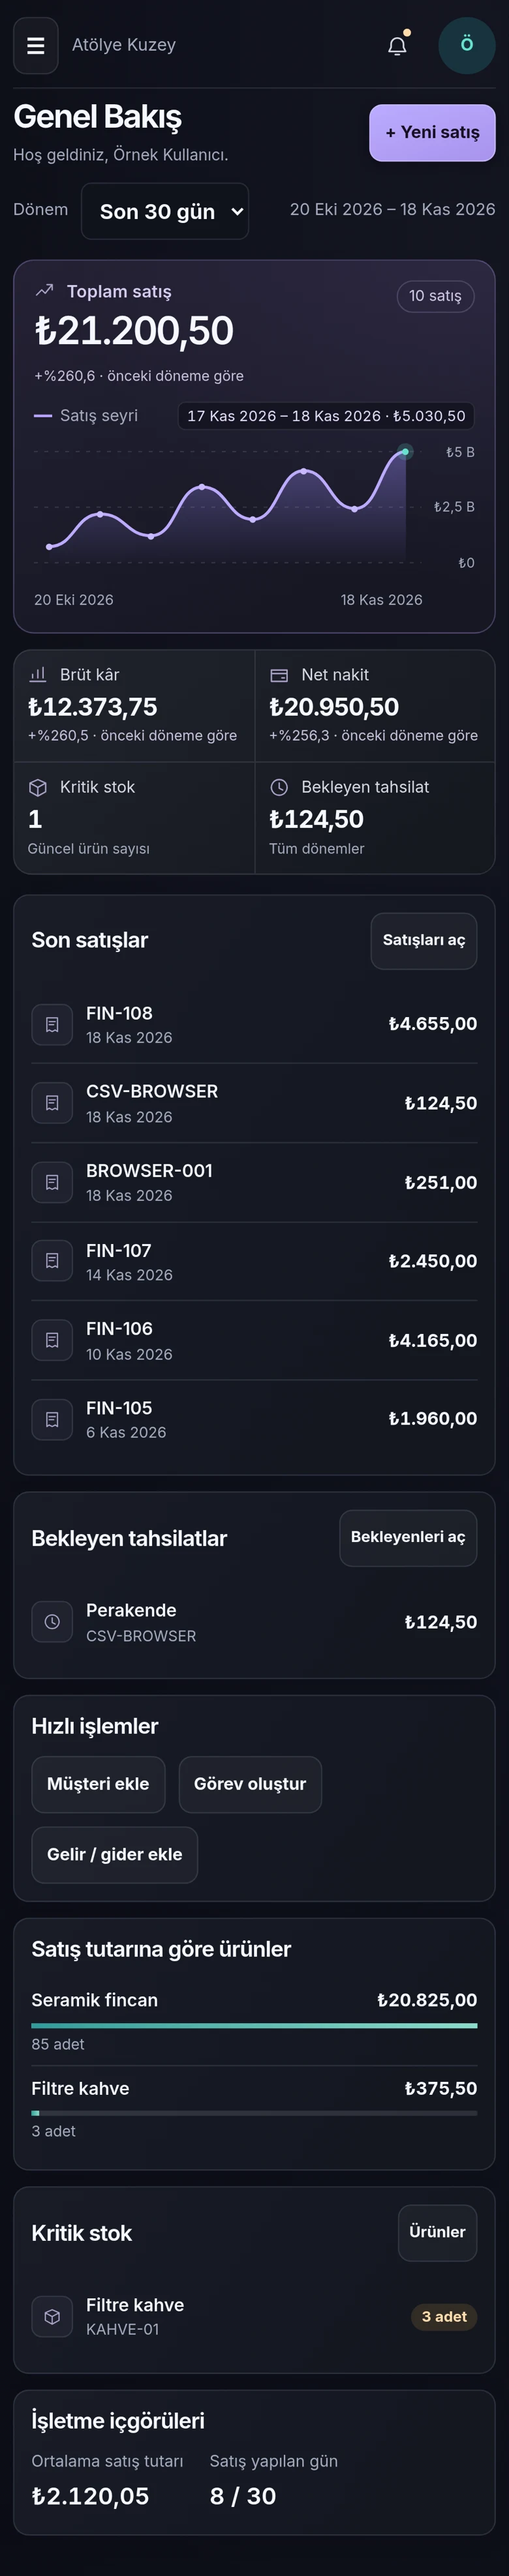 Atölye Kuzey
Ö
Genel Bakış
Hoş geldiniz, Örnek Kullanıcı.
+ Yeni satış
Dönem
Son 30 gün
20 Eki 2026 – 18 Kas 2026
Toplam satış
10 satış
₺21.200,50
+%260,6 · önceki döneme göre
Satış seyri
17 Kas 2026 – 18 Kas 2026 · ₺5.030,50
₺5 B
₺2,5 B
₺0
20 Eki 2026
18 Kas 2026
Brüt kâr
₺12.373,75
+%260,5 · önceki döneme göre
Net nakit
₺20.950,50
+%256,3 · önceki döneme göre
Kritik stok
1
Güncel ürün sayısı
Bekleyen tahsilat
₺124,50
Tüm dönemler
Son satışlar
Satışları aç
FIN-108
18 Kas 2026
₺4.655,00
CSV-BROWSER
18 Kas 2026
₺124,50
BROWSER-001
18 Kas 2026
₺251,00
FIN-107
14 Kas 2026
₺2.450,00
FIN-106
10 Kas 2026
₺4.165,00
FIN-105
6 Kas 2026
₺1.960,00
Bekleyen tahsilatlar
Bekleyenleri aç
Perakende
CSV-BROWSER
₺124,50
Hızlı işlemler
Müşteri ekle
Görev oluştur
Gelir / gider ekle
Satış tutarına göre ürünler
Seramik fincan
₺20.825,00
85 adet
Filtre kahve
₺375,50
3 adet
Kritik stok
Ürünler
Filtre kahve
KAHVE-01
3 adet
İşletme içgörüleri
Ortalama satış tutarı
₺2.120,05
Satış yapılan gün
8 / 30